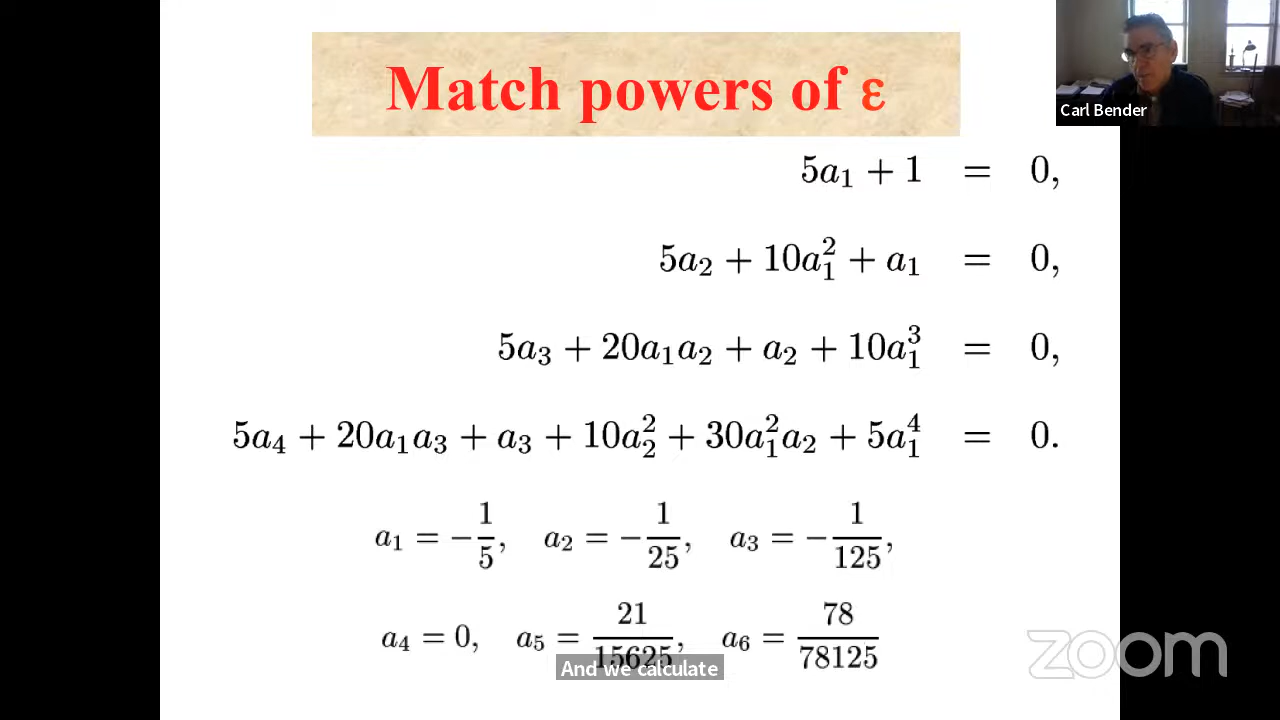 Match powers of ε
Carl Bender
5a₁ + 1 = 0,
5a₂ + 10a₁² + a₁ = 0,
5a₃ + 20a₁a₂ + a₂ + 10a₁³ = 0,
5a₄ + 20a₁a₃ + a₃ + 10a₂² + 30a₁²a₂ + 5a₁⁴ = 0.
a₁ = −1/5, a₂ = −1/25, a₃ = −1/125,
a₄ = 0, a₅ = 21/15625, a₆ = 78/78125
And we calculate
zoom